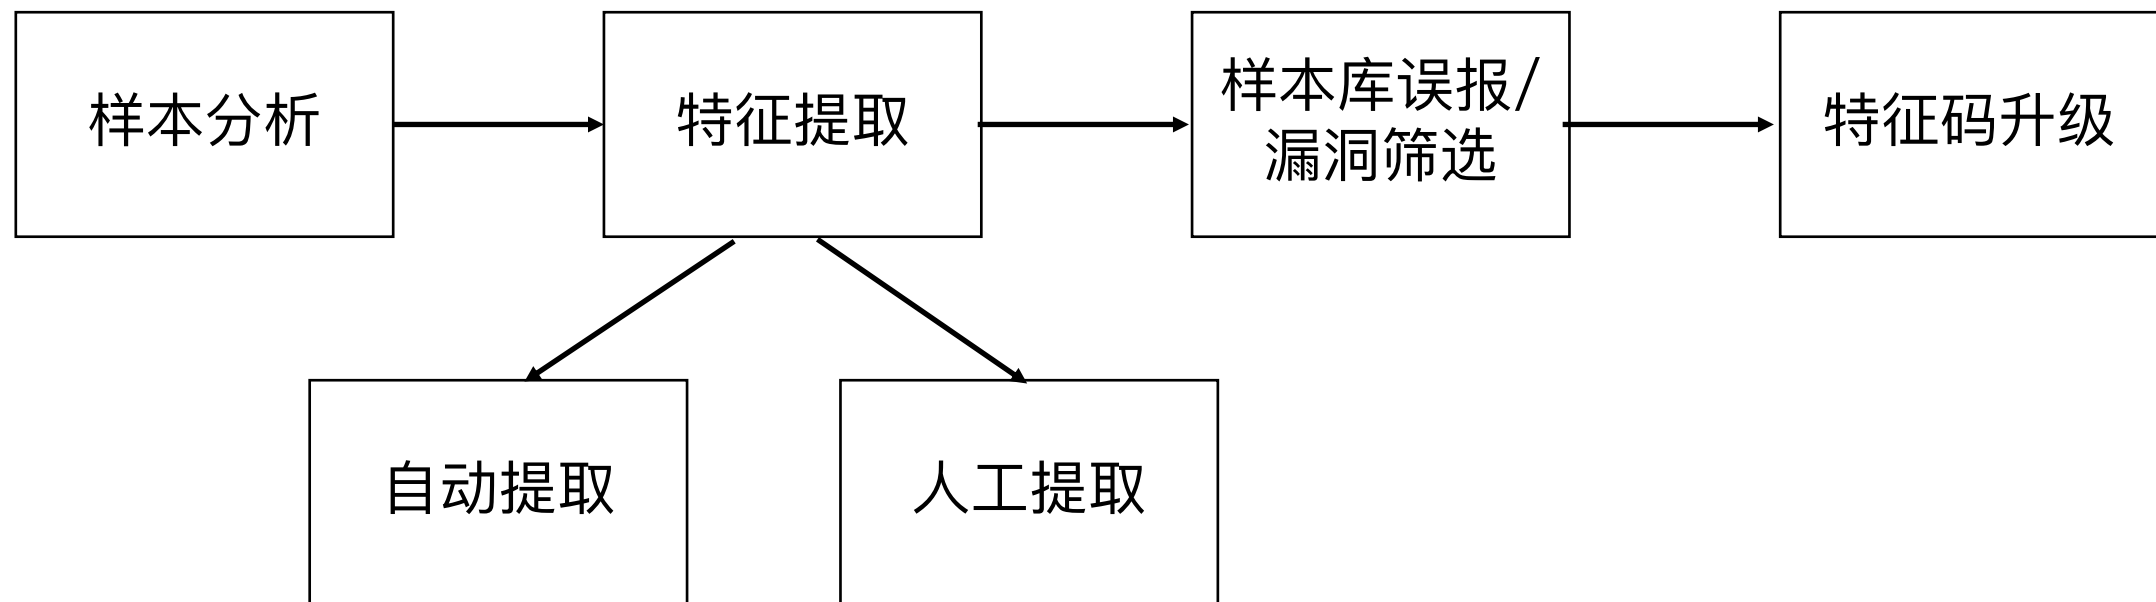 样本分析
特征提取
样本库误报/
漏洞筛选
特征码升级
自动提取
人工提取